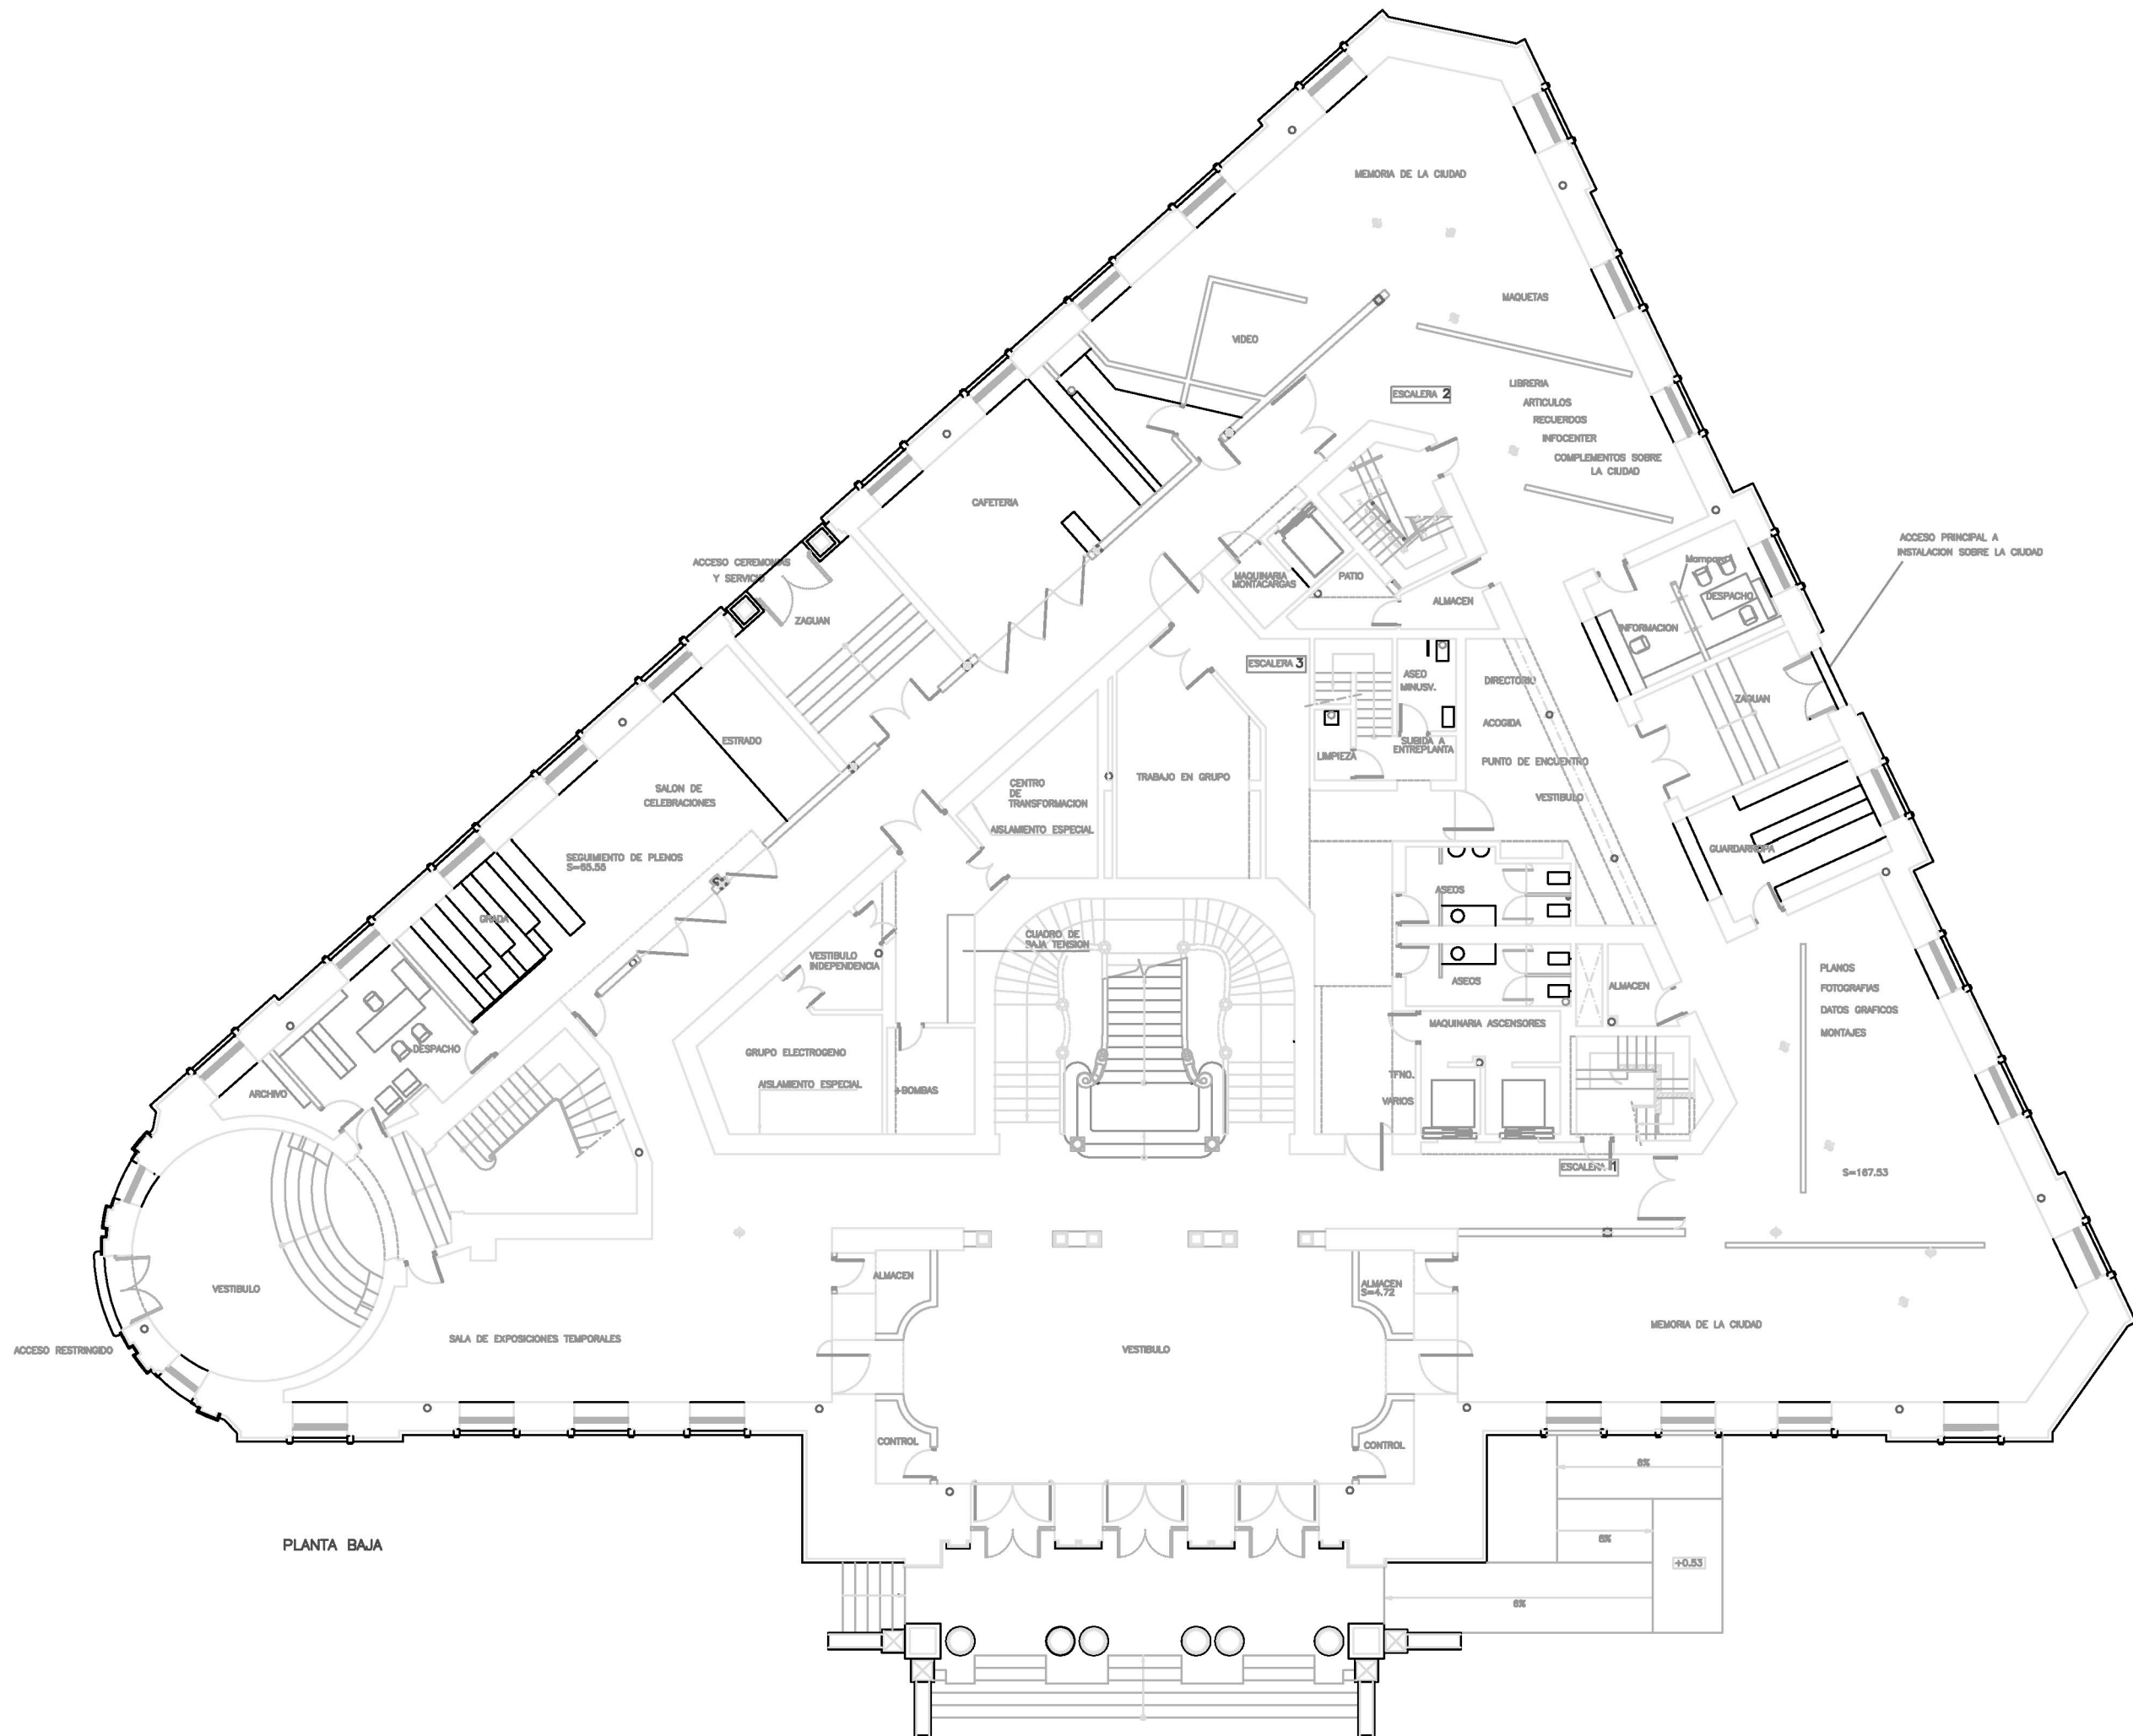 MEMORIA DE LA CIUDAD
MAQUETAS
VIDEO
LIBRERIA
ARTICULOS
RECUERDOS
INFOCENTER
COMPLEMENTOS SOBRE
LA CIUDAD
ESCALERA 2
CAFETERIA
ACCESO PRINCIPAL A
INSTALACION SOBRE LA CIUDAD
ACCESO CEREMONIAS
Y SERVICIO
ZAGUAN
MAQUINARIA
MONTACARGAS
PATIO
ALMACEN
Mampara
DESPACHO
INFORMACION
ESCALERA 3
ASEO
MINUSV.
DIRECTORIO
ZAGUAN
ACOGIDA
ESTRADO
LIMPIEZA
SUBIDA A
ENTREPLANTA
PUNTO DE ENCUENTRO
VESTIBULO
SALON DE
CELEBRACIONES
CENTRO
DE
TRANSFORMACION
TRABAJO EN GRUPO
AISLAMIENTO ESPECIAL
GUARDARROPA
SEGUIMIENTO DE PLENOS
S=65.55
GRADA
ASEOS
CUADRO DE
BAJA TENSION
VESTIBULO
INDEPENDENCIA
ASEOS
ALMACEN
PLANOS
FOTOGRAFIAS
DATOS GRAFICOS
MONTAJES
MAQUINARIA ASCENSORES
DESPACHO
GRUPO ELECTROGENO
AISLAMIENTO ESPECIAL
+BOMBAS
TFNO.
VARIOS
ARCHIVO
ESCALERA 1
S=167.53
VESTIBULO
ALMACEN
ALMACEN
S=4.72
SALA DE EXPOSICIONES TEMPORALES
VESTIBULO
MEMORIA DE LA CIUDAD
ACCESO RESTRINGIDO
CONTROL
CONTROL
6%
PLANTA BAJA
6%
+0.53
6%